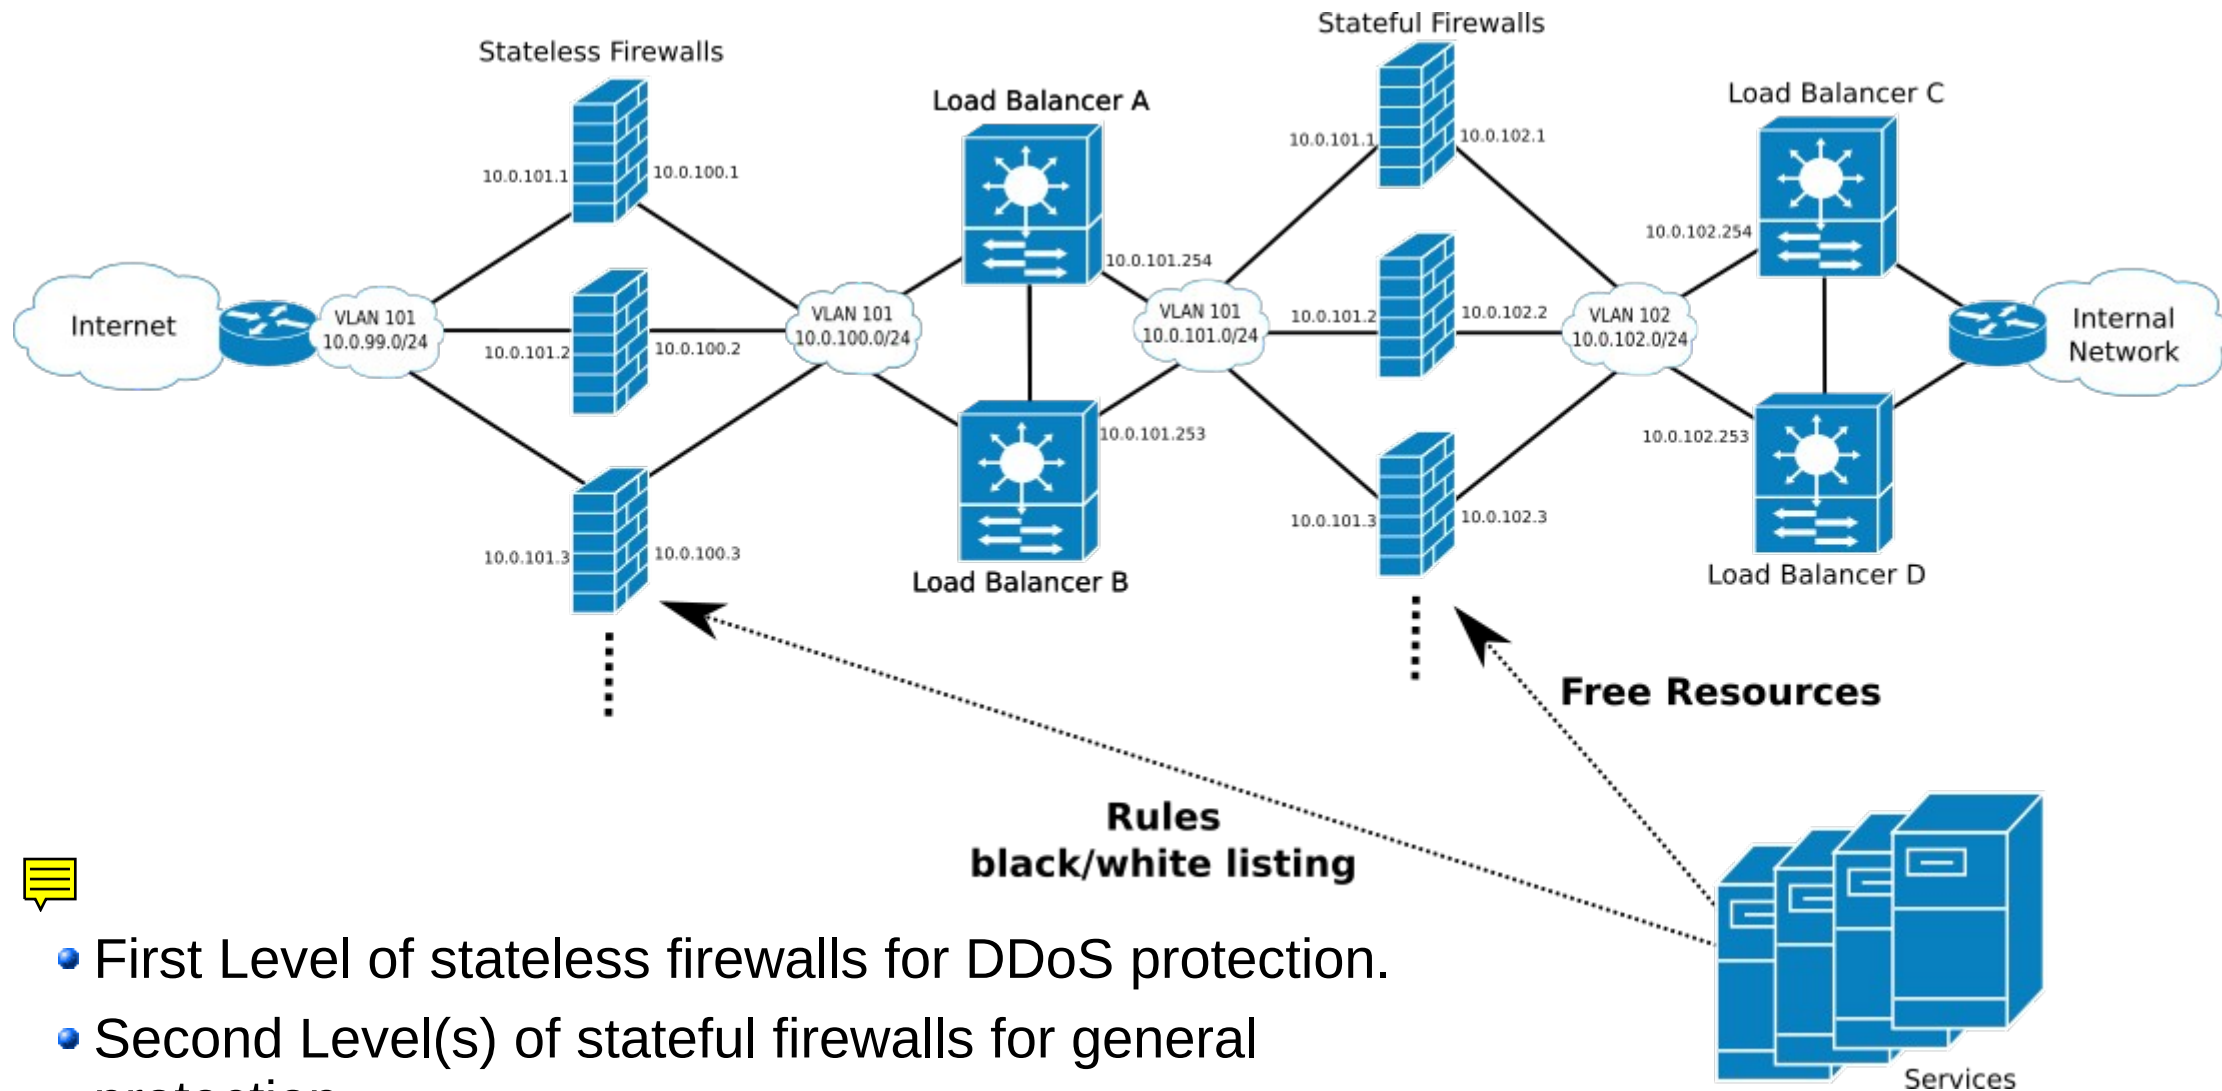 Stateful Firewalls
Stateless Firewalls
Load Balancer A
Load Balancer C
10.0.101.1
10.0.102.1
10.0.101.1
10.0.100.1
10.0.102.254
10.0.101.254
Internet
VLAN 101
10.0.99.0/24
VLAN 101
10.0.100.0/24
VLAN 101
10.0.101.0/24
10.0.101.2
10.0.102.2
VLAN 102
10.0.102.0/24
Internal
Network
10.0.101.2
10.0.100.2
10.0.101.253
10.0.102.253
10.0.101.3
10.0.102.3
10.0.101.3
10.0.100.3
Load Balancer B
Load Balancer D
Free Resources
Rules
black/white listing
First Level of stateless firewalls for DDoS protection.
Second Level(s) of stateful firewalls for general
protection
Services